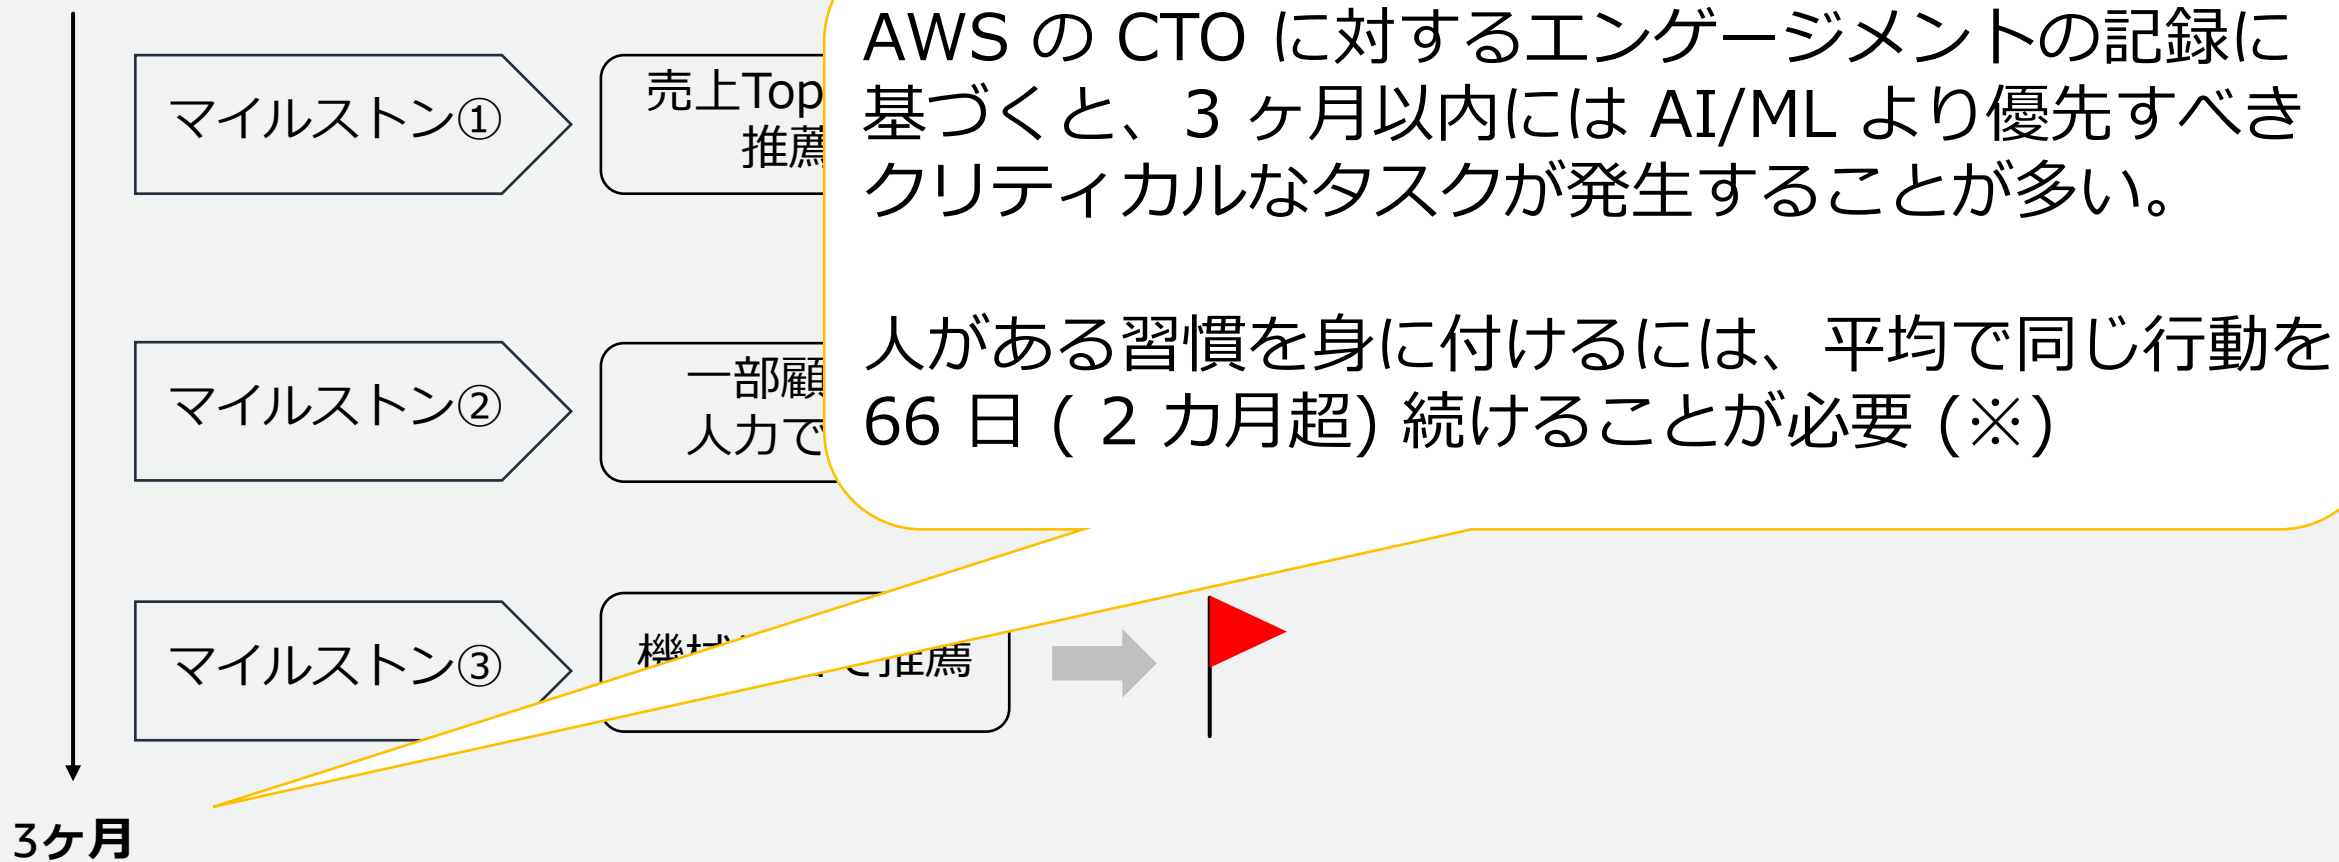 マイルストン①
売上Top
推薦
AWS の CTO に対するエンゲージメントの記録に
基づくと、3 ヶ月以内には AI/ML より優先すべき
クリティカルなタスクが発生することが多い。
人がある習慣を身に付けるには、平均で同じ行動を
66 日 ( 2 カ月超) 続けることが必要 (※)
マイルストン②
一部顧
人力で
マイルストン③
推薦
3ヶ月